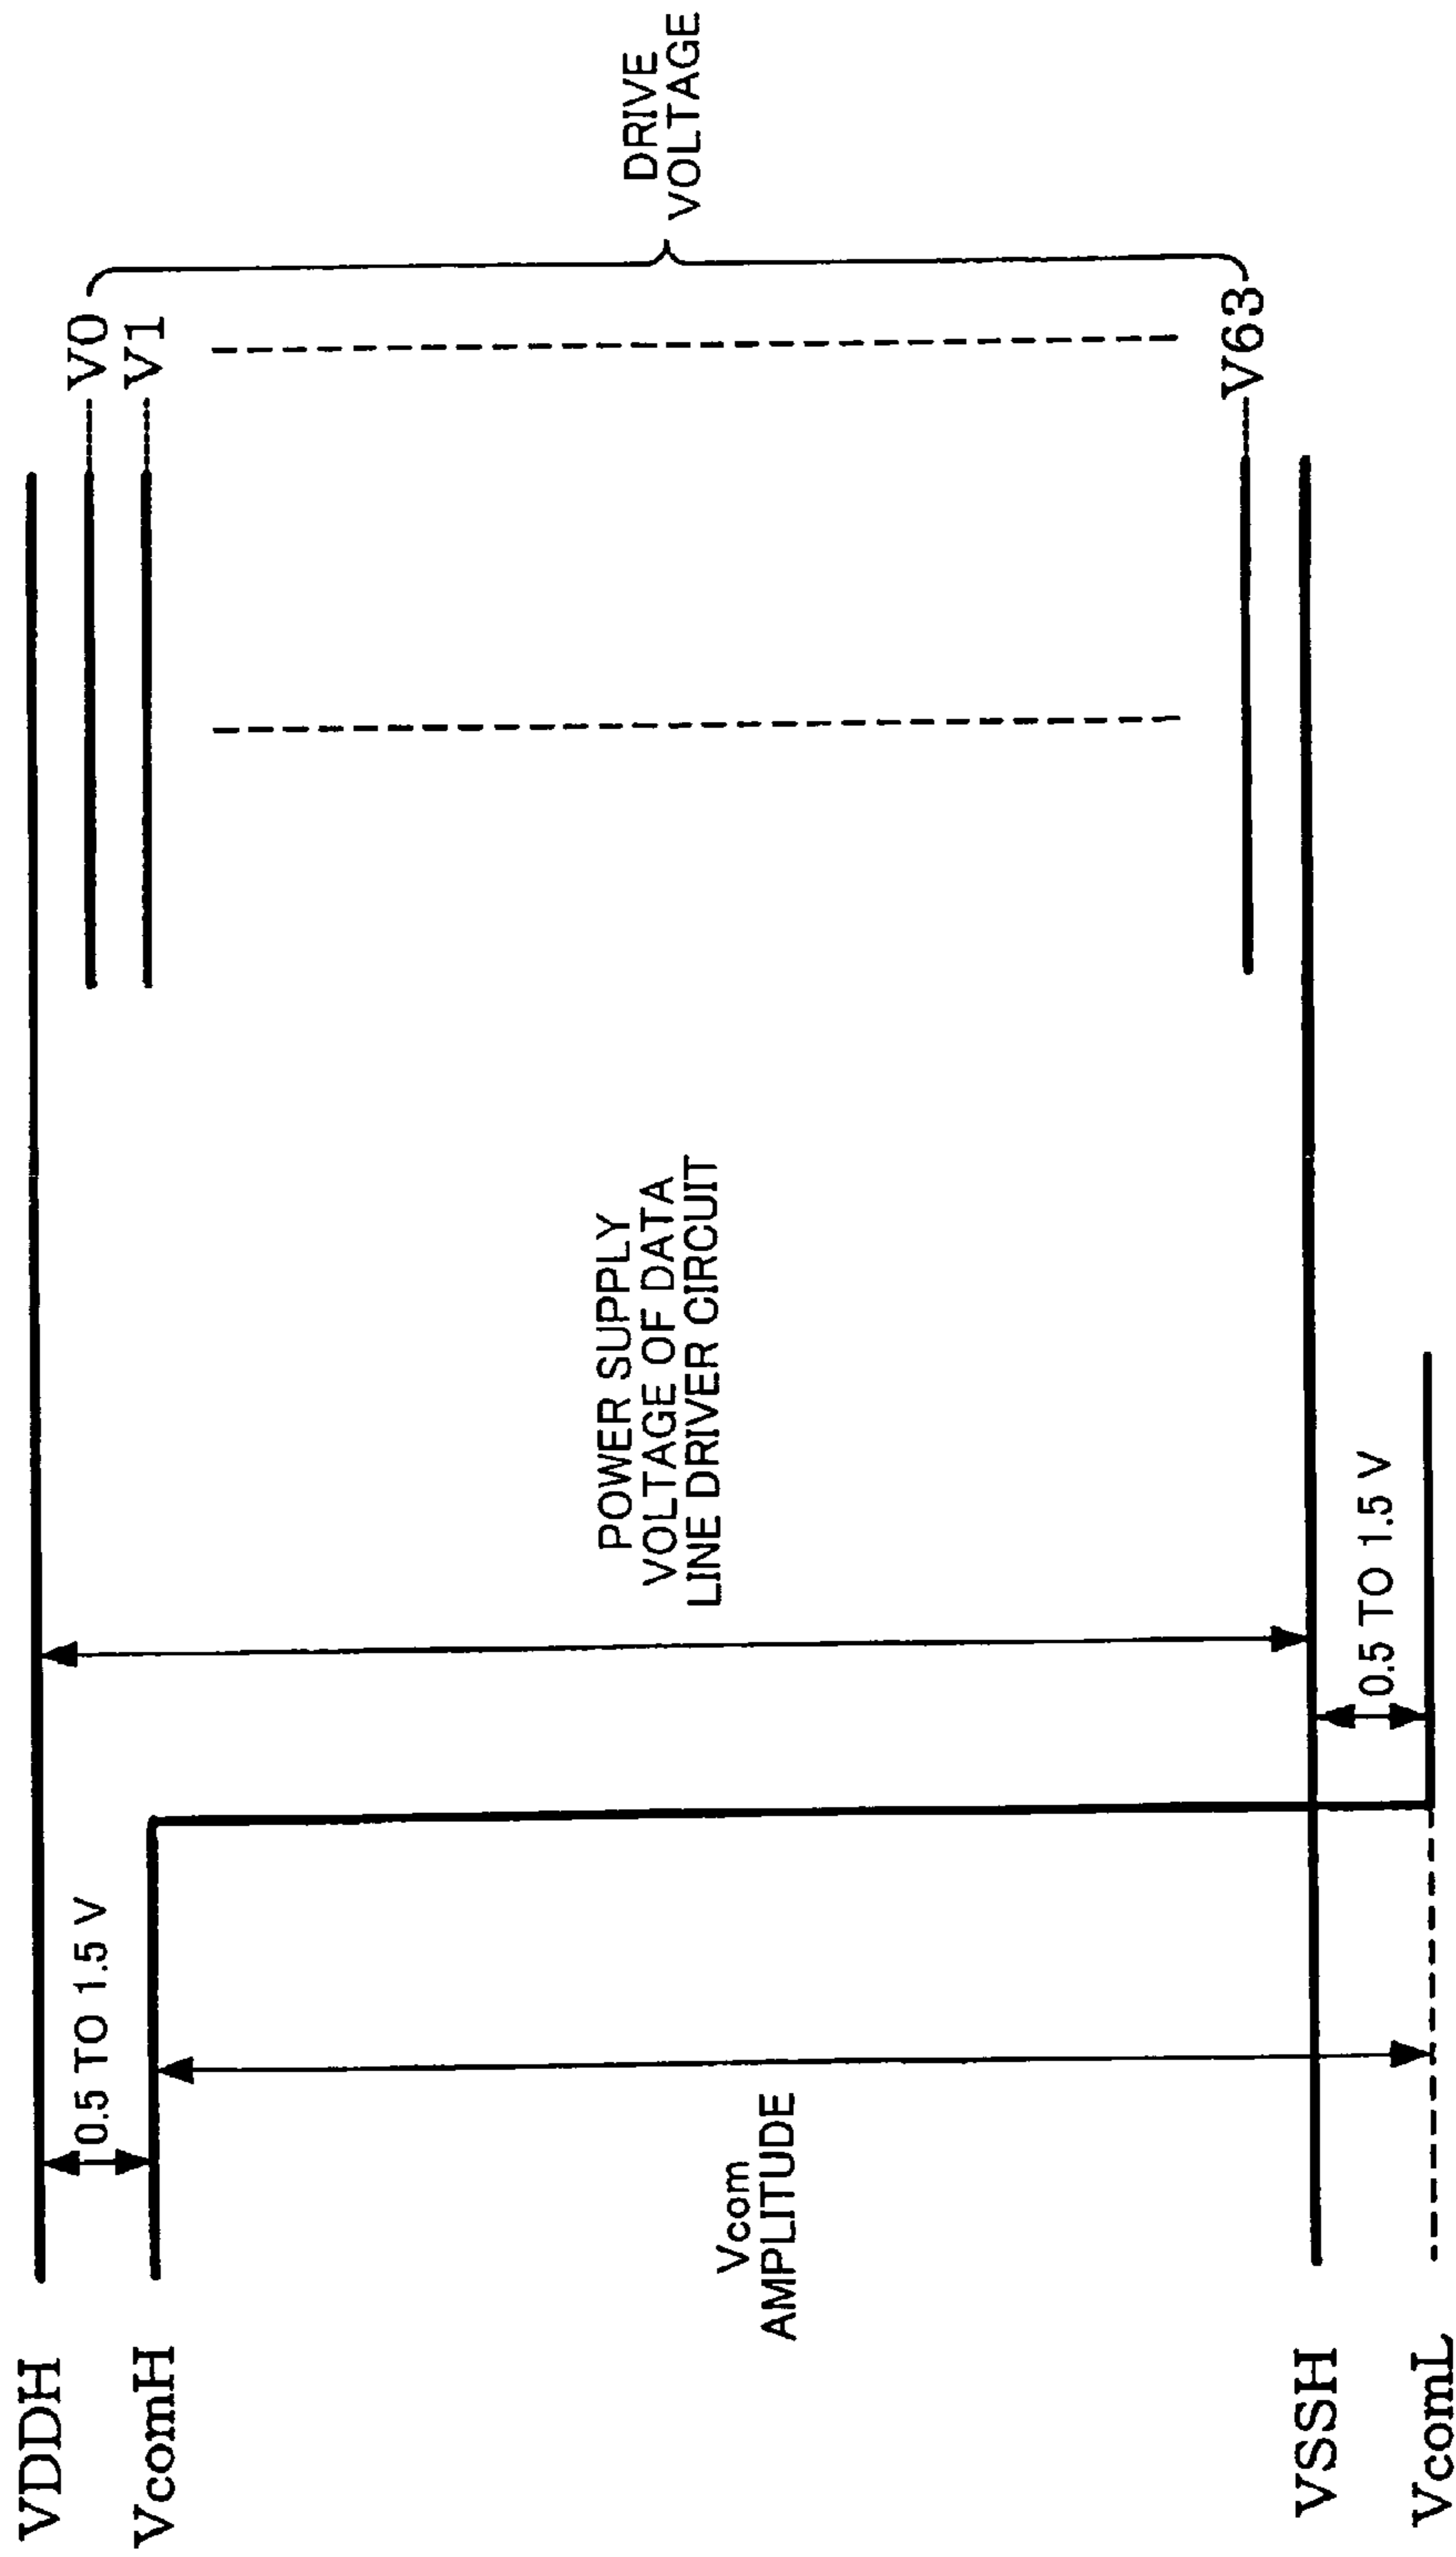 VDDH
VcomH
VSSH
VcomL
0.5 TO 1.5 V
Vcom
AMPLITUDE
0.5 TO 1.5 V
POWER SUPPLY
VOLTAGE OF DATA
LINE DRIVER CIRCUIT
V0
V1
V63
DRIVE
VOLTAGE